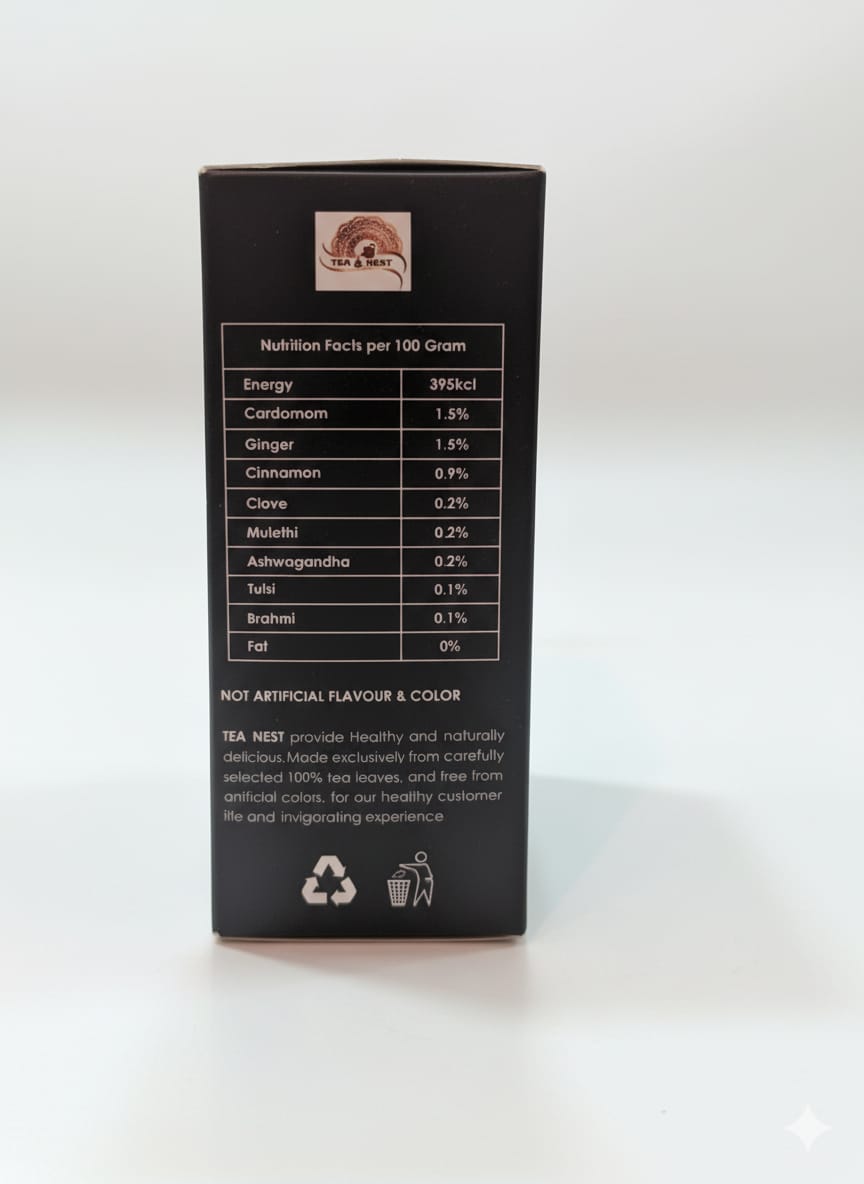 TEA & NEST
Nutrition Facts per 100 Gram
Energy 395kcl
Cardomom 1.5%
Ginger 1.5%
Cinnamon 0.9%
Clove 0.2%
Mulethi 0.2%
Ashwagandha 0.2%
Tulsi 0.1%
Brahmi 0.1%
Fat 0%
NOT ARTIFICIAL FLAVOUR & COLOR
TEA NEST provide Healthy and naturally
delicious. Made exclusively from carefully
selected 100% tea leaves, and free from
anificial colors, for our healthy customer
life and invigorating experience